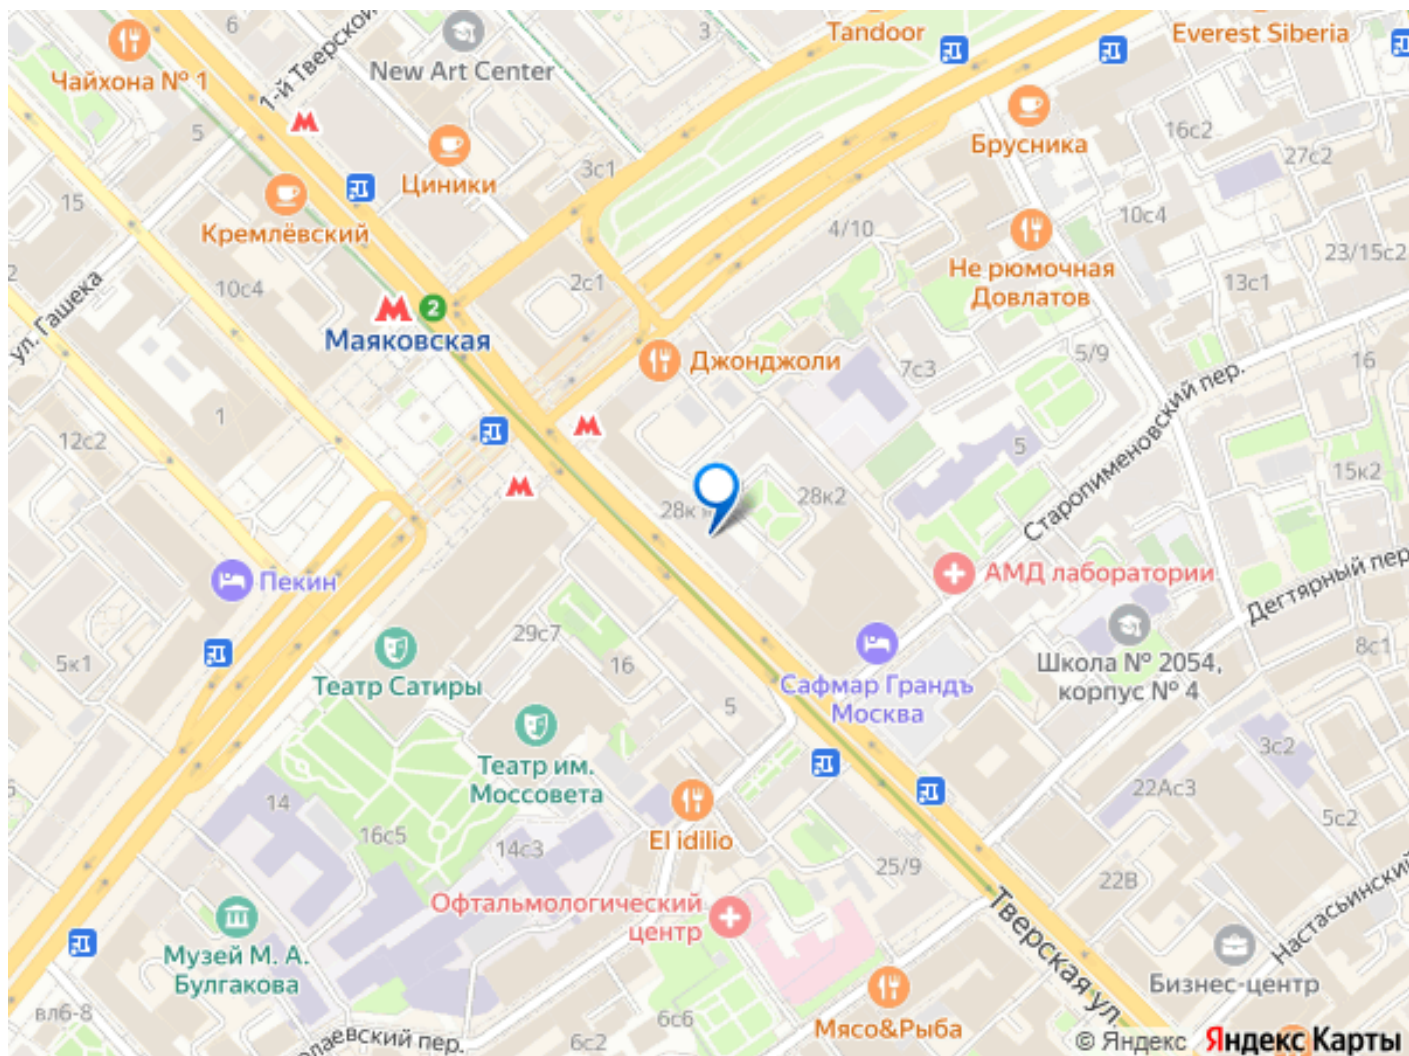 6
3
Tandoor
Everest Siberia
Чайхона № 1
1-й Тверской
New Art Center
5
3с1
Циники
Брусника
16с2
27с2
15
Кремлёвский
4/10
10с4
Не рюмочная
Довлатов
23/15с2
13с1
2
ул. Гашека
10с4
2с1
2
Маяковская
Джонджоли
7с3
5/9
16
1
12с2
5
Старопименовский пер.
15к2
28к
28к2
Пекин
АМД лаборатории
Дегтярный пер
29с7
16
5к1
Театр Сатиры
Школа № 2054,
корпус № 4
8с1
Сафмар Грандъ
Москва
5
Театр им.
Моссовета
3с2
22Ас3
14
16с5
14с3
El idilio
25/9
5с2
22В
Офтальмологический
центр
Тверская ул.
Настасьинский
Музей М. А.
Булгакова
Бизнес-центр
вл6-8
лаевский пер.
6с2
6с6
Мясо&Рыба
© Яндекс Яндекс Карты